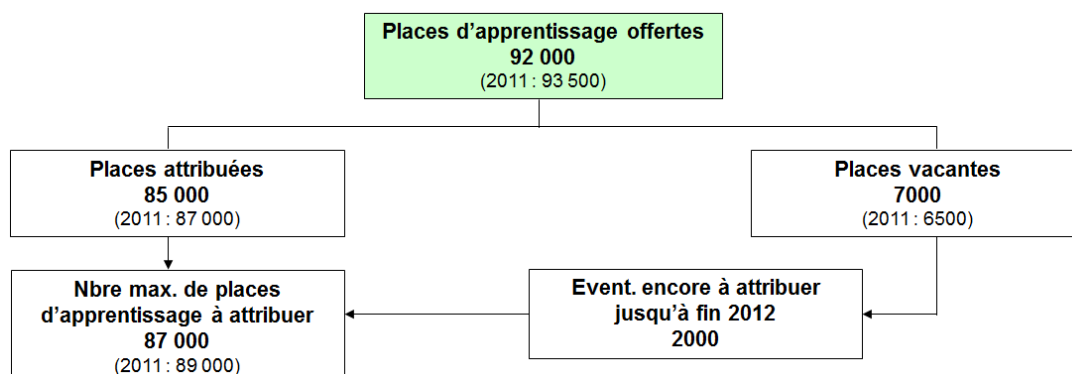 Places d’apprentissage offertes
92 000
(2011 : 93 500)
Places attribuées
85 000
(2011 : 87 000)
Places vacantes
7000
(2011 : 6500)
Nbre max. de places
d’apprentissage à attribuer
87 000
(2011 : 89 000)
Event. encore à attribuer
jusqu’à fin 2012
2000